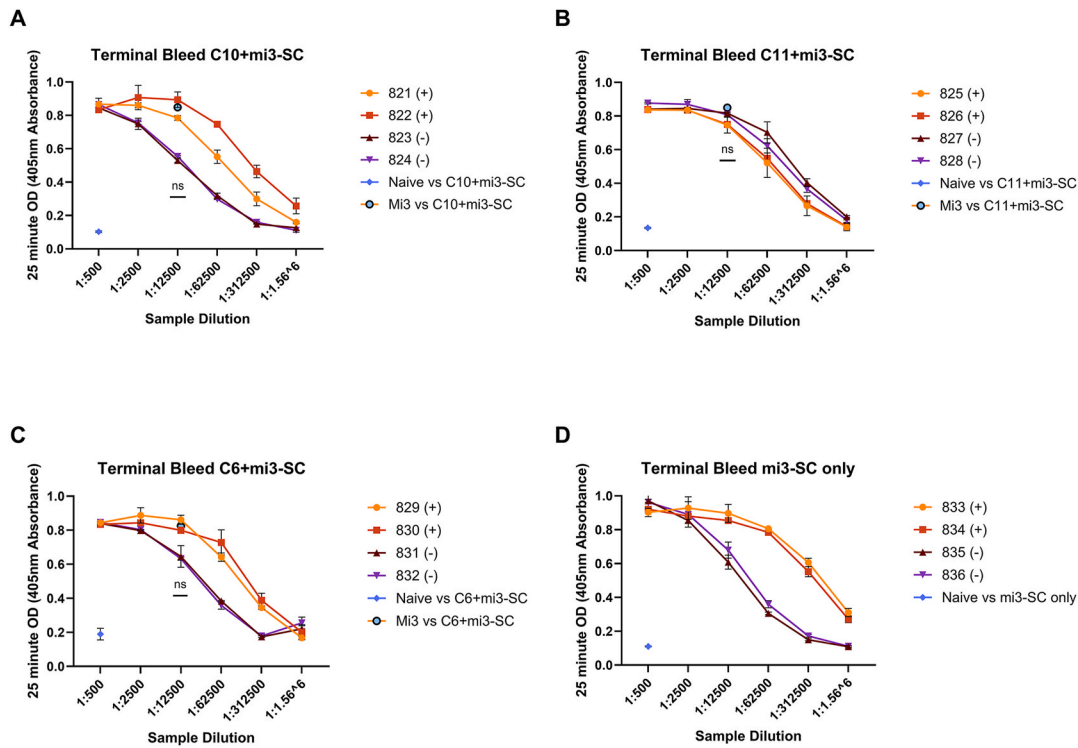 A
Terminal Bleed C10+mi3-SC
25 minute OD (405nm Absorbance)
1.0
0.8
0.6
0.4
0.2
0.0
ns
1:500
1:2500
1:12500
1:62500
1:312500
1:1.56^6
Sample Dilution
821 (+)
822 (+)
823 (-)
824 (-)
Naive vs C10+mi3-SC
Mi3 vs C10+mi3-SC
B
Terminal Bleed C11+mi3-SC
25 minute OD (405nm Absorbance)
1.0
0.8
0.6
0.4
0.2
0.0
ns
1:500
1:2500
1:12500
1:62500
1:312500
1:1.56^6
Sample Dilution
825 (+)
826 (+)
827 (-)
828 (-)
Naive vs C11+mi3-SC
Mi3 vs C11+mi3-SC
C
Terminal Bleed C6+mi3-SC
25 minute OD (405nm Absorbance)
1.0
0.8
0.6
0.4
0.2
0.0
ns
1:500
1:2500
1:12500
1:62500
1:312500
1:1.56^6
Sample Dilution
829 (+)
830 (+)
831 (-)
832 (-)
Naive vs C6+mi3-SC
Mi3 vs C6+mi3-SC
D
Terminal Bleed mi3-SC only
25 minute OD (405nm Absorbance)
1.0
0.8
0.6
0.4
0.2
0.0
1:500
1:2500
1:12500
1:62500
1:312500
1:1.56^6
Sample Dilution
833 (+)
834 (+)
835 (-)
836 (-)
Naive vs mi3-SC only